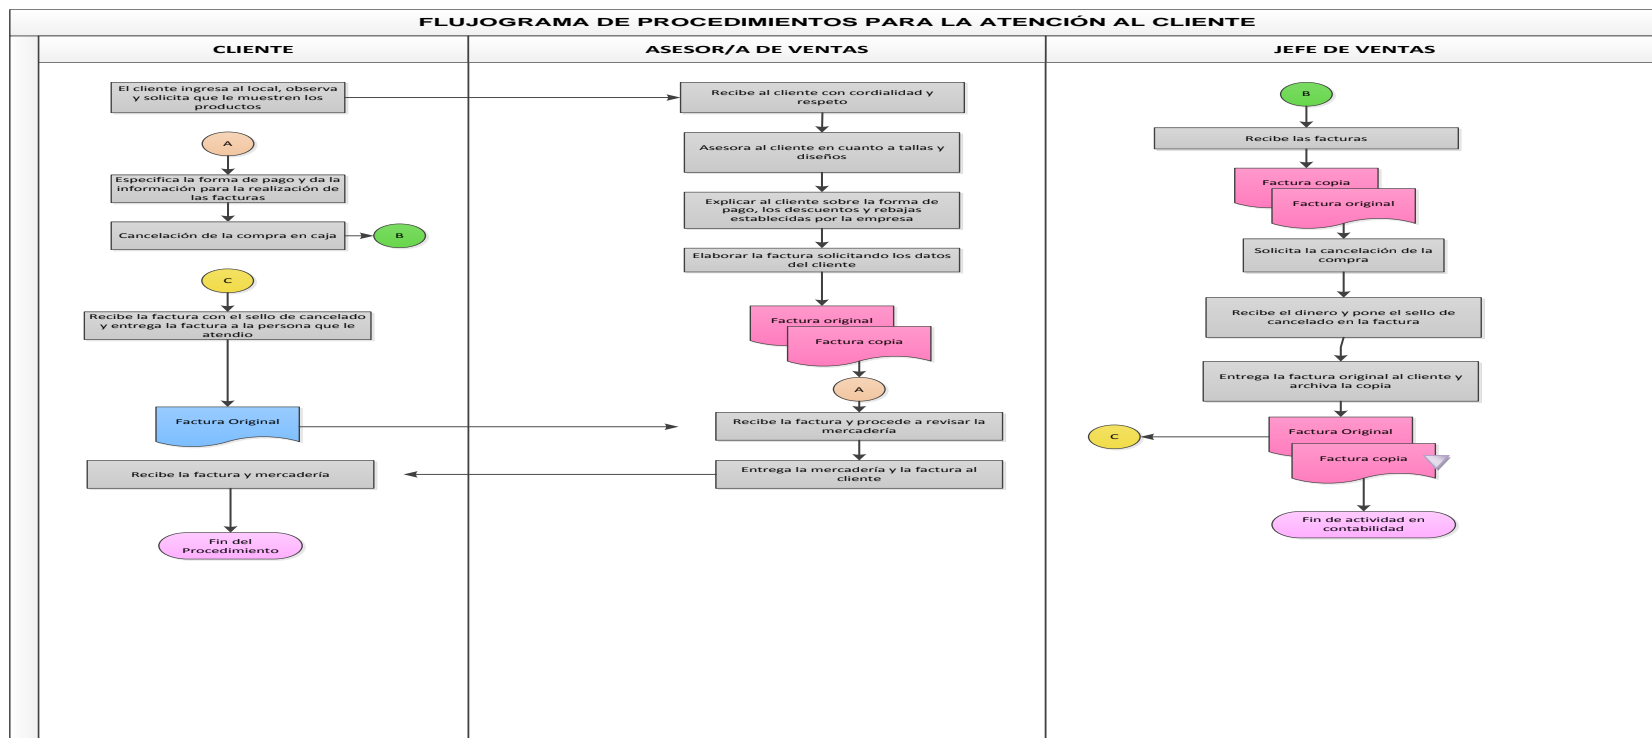 FLUJOGRAMA DE PROCEDIMIENTOS PARA LA ATENCIÓN AL CLIENTE
CLIENTE
El cliente ingresa al local, observa
y solicita que le muestren los
productos
A
Especifica la forma de pago y da la
información para la realización de
las facturas
Cancelación de la compra en caja
B
C
Recibe la factura con el sello de cancelado
y entrega la factura a la persona que le
atendio
Factura Original
Recibe la factura y mercadería
Fin del
Procedimiento
ASESOR/A DE VENTAS
Recibe al cliente con cordialidad y
respeto
Asesora al cliente en cuanto a tallas y
diseños
Explicar al cliente sobre la forma de
pago, los descuentos y rebajas
establecidas por la empresa
Elaborar la factura solicitando los datos
del cliente
Factura original
Factura copia
A
Recibe la factura y procede a revisar la
mercadería
Entrega la mercadería y la factura al
cliente
JEFE DE VENTAS
B
Recibe las facturas
Factura copia
Factura original
Solicita la cancelación de la
compra
Recibe el dinero y pone el sello de
cancelado en la factura
Entrega la factura original al cliente y
archiva la copia
Factura Original
Factura copia
C
Fin de actividad en
contabilidad